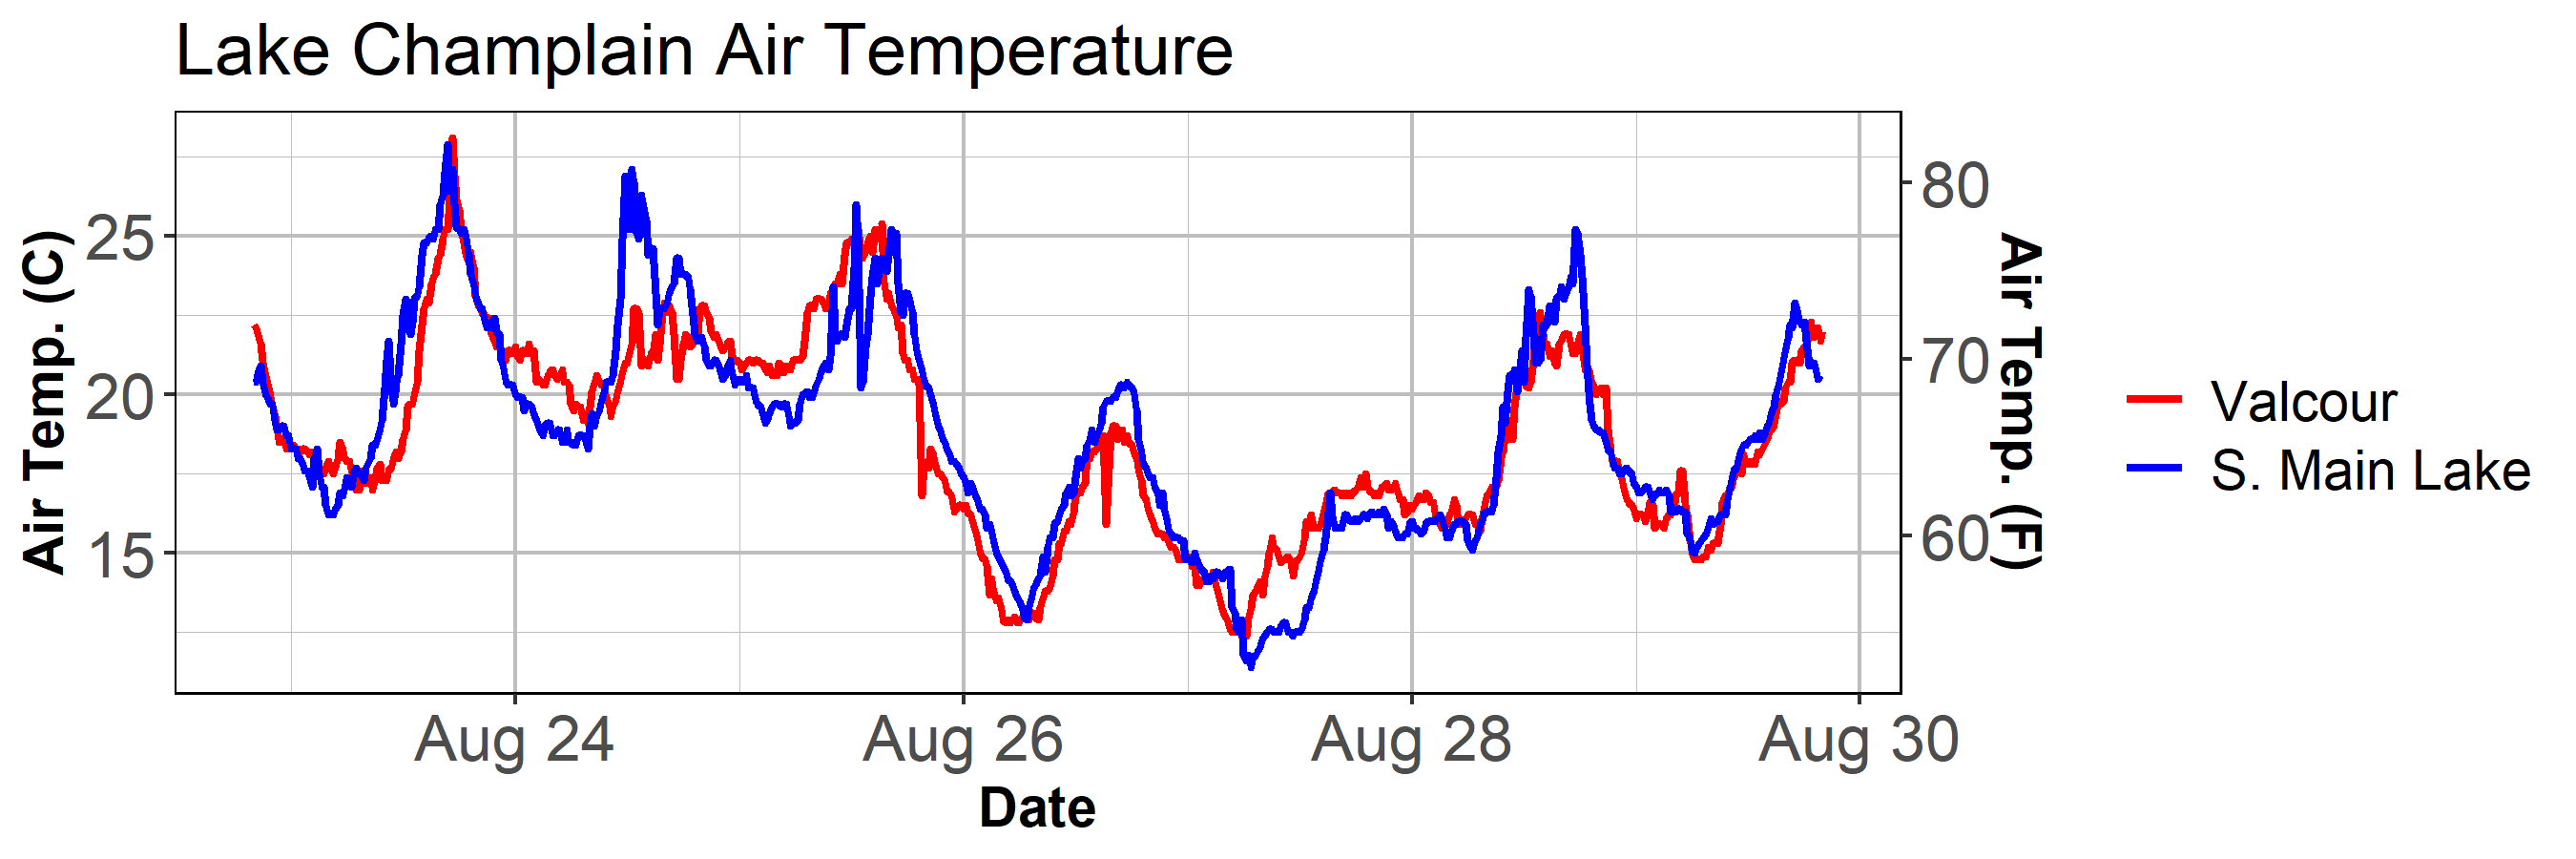 Lake Champlain Air Temperature
Air Temp. (C)
25
20
15
80
70
60
Air Temp. (F)
Aug 24
Aug 26
Aug 28
Aug 30
Date
Valcour
S. Main Lake